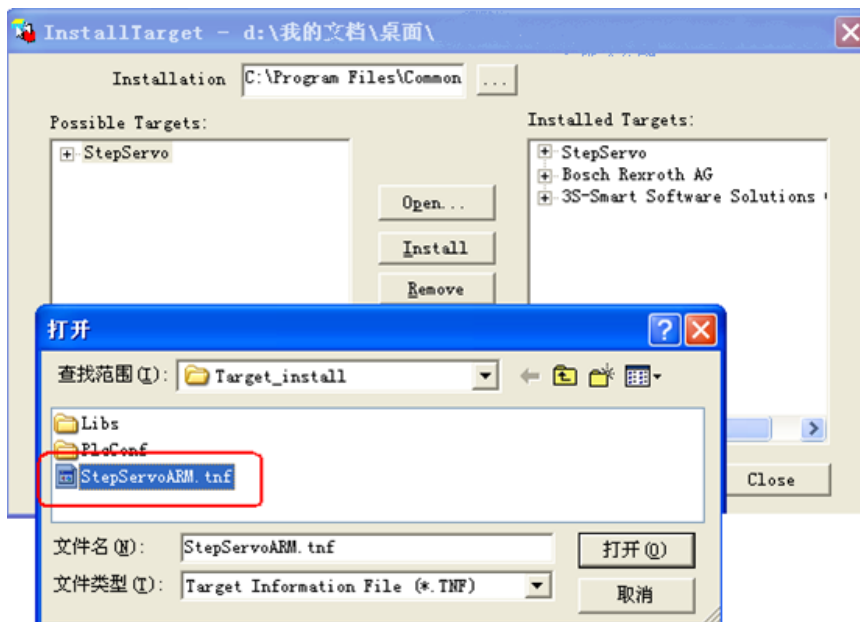 InstallTarget - d:\我的文档\桌面\
Installation C:\Program Files\Common ...
Possible Targets:
Installed Targets:
StepServo
StepServo
Bosch Rexroth AG
3S-Smart Software Solutions
Open...
Install
Remove
打开
查找范围(I): Target_install
Libs
PlcConf
StepServoARM.tnf
Close
文件名(N): StepServoARM.tnf
打开(O)
文件类型(T): Target Information File (*.TNF)
取消